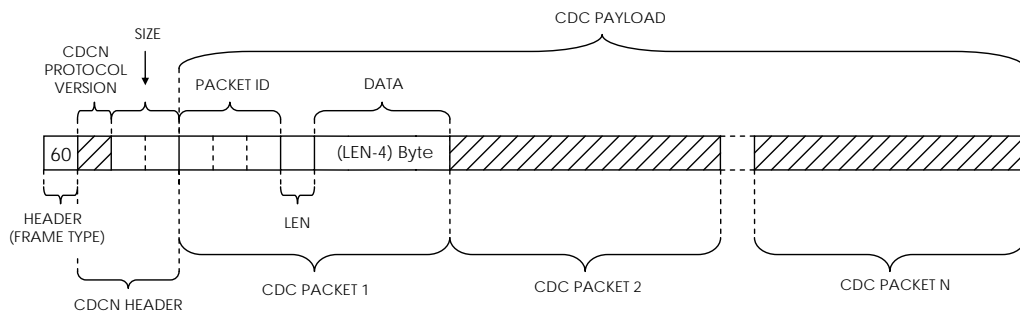 CDC PAYLOAD
SIZE
CDCN
PROTOCOL
VERSION
PACKET ID
DATA
60
(LEN-4) Byte
HEADER
(FRAME TYPE)
LEN
CDCN HEADER
CDC PACKET 1
CDC PACKET 2
CDC PACKET N